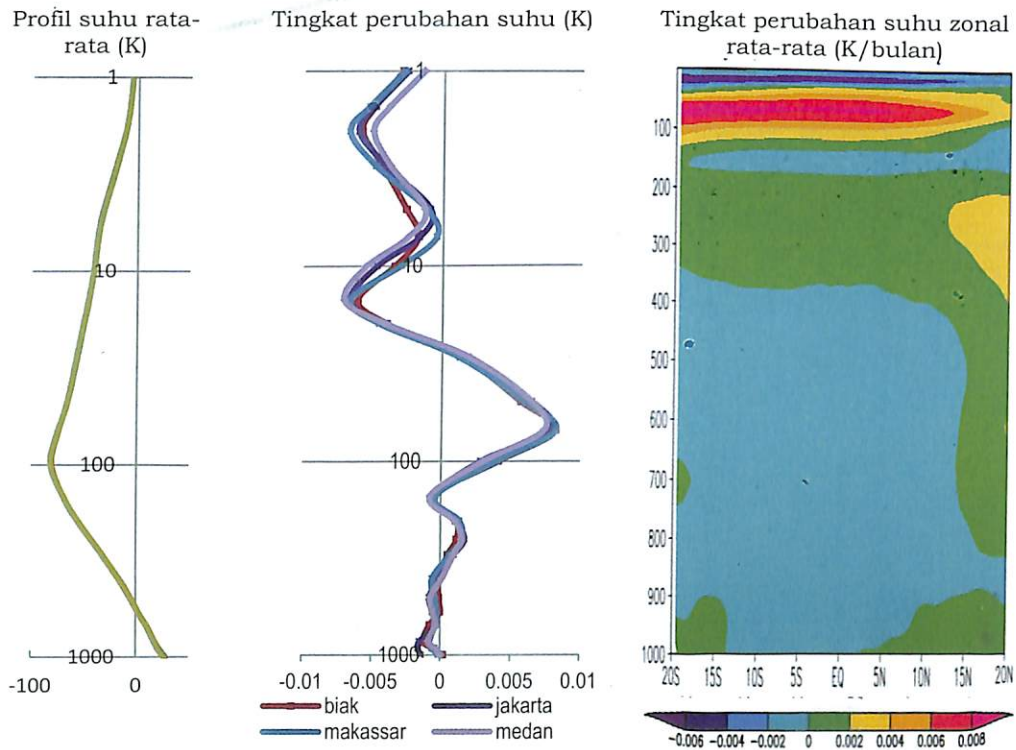 Profil suhu rata-
rata (K)
1
10
100
1000
-100 0
Tingkat perubahan suhu (K)
1
10
100
1000
-0.01 -0.005 0 0.005 0.01
biak jakarta
makassar medan
Tingkat perubahan suhu zonal
rata-rata (K/bulan)
100
200
300
400
500
600
700
800
900
1000
20S 15S 10S 5S EQ 5N 10N 15N 20N
-0.006 -0.004 -0.002 0 0.002 0.004 0.006 0.008